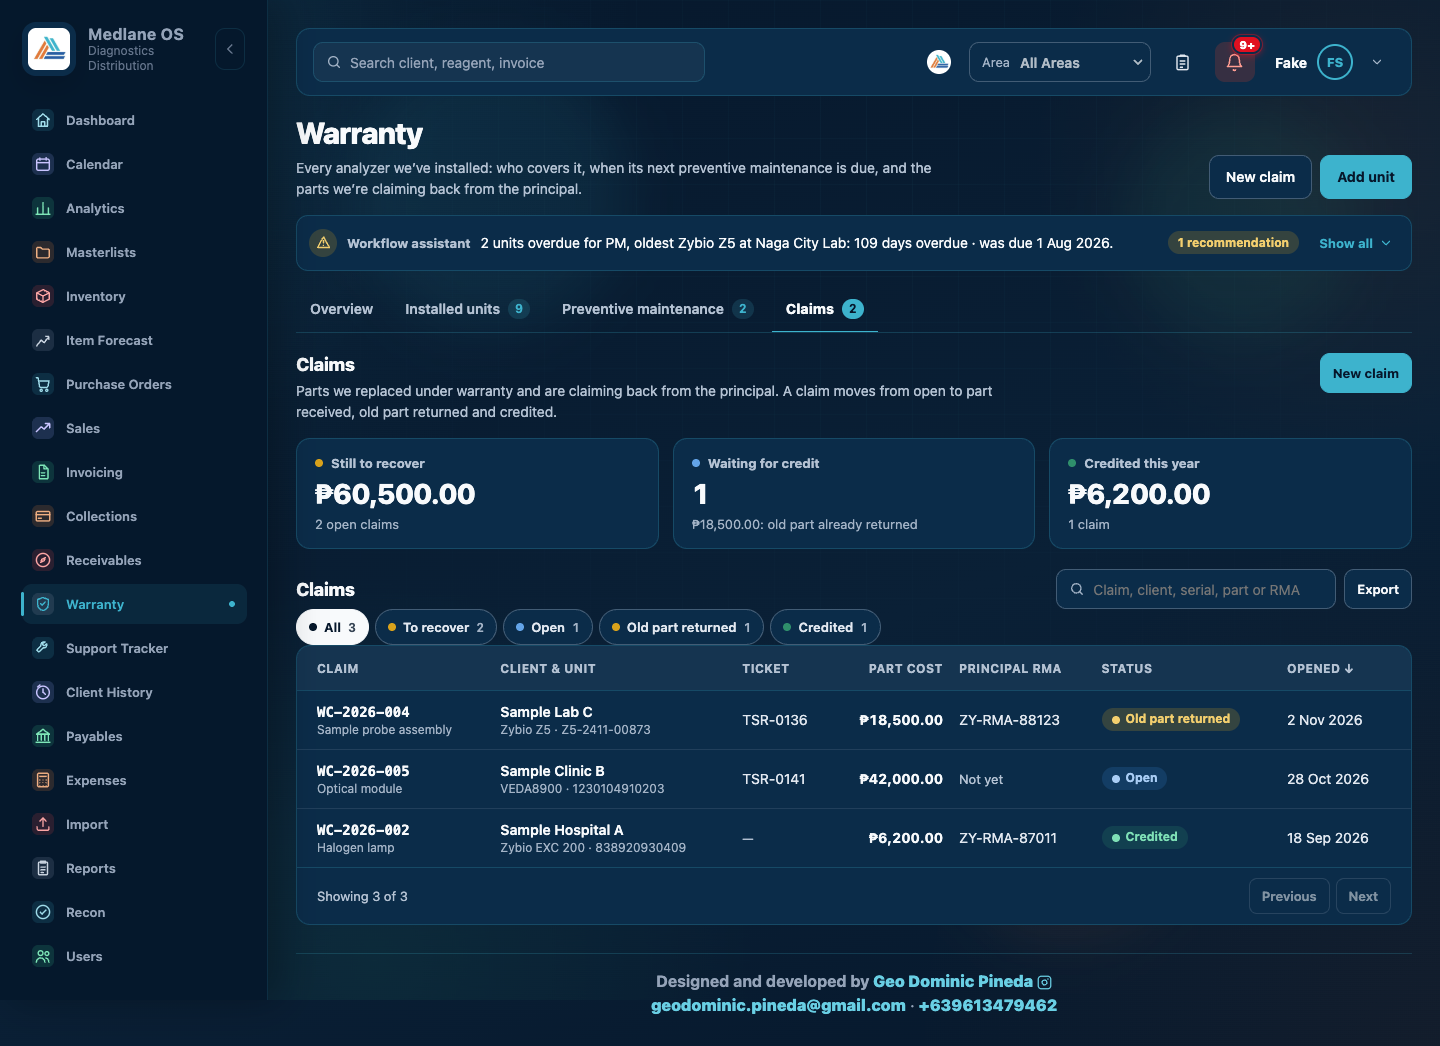 Medlane OS
Diagnostics
Distribution
Dashboard
Calendar
Analytics
Masterlists
Inventory
Item Forecast
Purchase Orders
Sales
Invoicing
Collections
Receivables
Warranty
Support Tracker
Client History
Payables
Expenses
Import
Reports
Recon
Users
Search client, reagent, invoice
Area All Areas
9+
Fake FS
Warranty
Every analyzer we’ve installed: who covers it, when its next preventive maintenance is due, and the
parts we’re claiming back from the principal.
New claim Add unit
Workflow assistant 2 units overdue for PM, oldest Zybio Z5 at Naga City Lab: 109 days overdue · was due 1 Aug 2026. 1 recommendation Show all
Overview Installed units 9 Preventive maintenance 2 Claims 2
Claims
New claim
Parts we replaced under warranty and are claiming back from the principal. A claim moves from open to part
received, old part returned and credited.
Still to recover
₱60,500.00
2 open claims
Waiting for credit
1
₱18,500.00: old part already returned
Credited this year
₱6,200.00
1 claim
Claims
Claim, client, serial, part or RMA Export
All 3 To recover 2 Open 1 Old part returned 1 Credited 1
CLAIM CLIENT & UNIT TICKET PART COST PRINCIPAL RMA STATUS OPENED ↓
WC-2026-004 Sample Lab C TSR-0136 ₱18,500.00 ZY-RMA-88123 Old part returned 2 Nov 2026
Sample probe assembly Zybio Z5 · Z5-2411-00873
WC-2026-005 Sample Clinic B TSR-0141 ₱42,000.00 Not yet Open 28 Oct 2026
Optical module VEDA8900 · 1230104910203
WC-2026-002 Sample Hospital A — ₱6,200.00 ZY-RMA-87011 Credited 18 Sep 2026
Halogen lamp Zybio EXC 200 · 838920930409
Showing 3 of 3 Previous Next
Designed and developed by Geo Dominic Pineda
geodominic.pineda@gmail.com · +639613479462